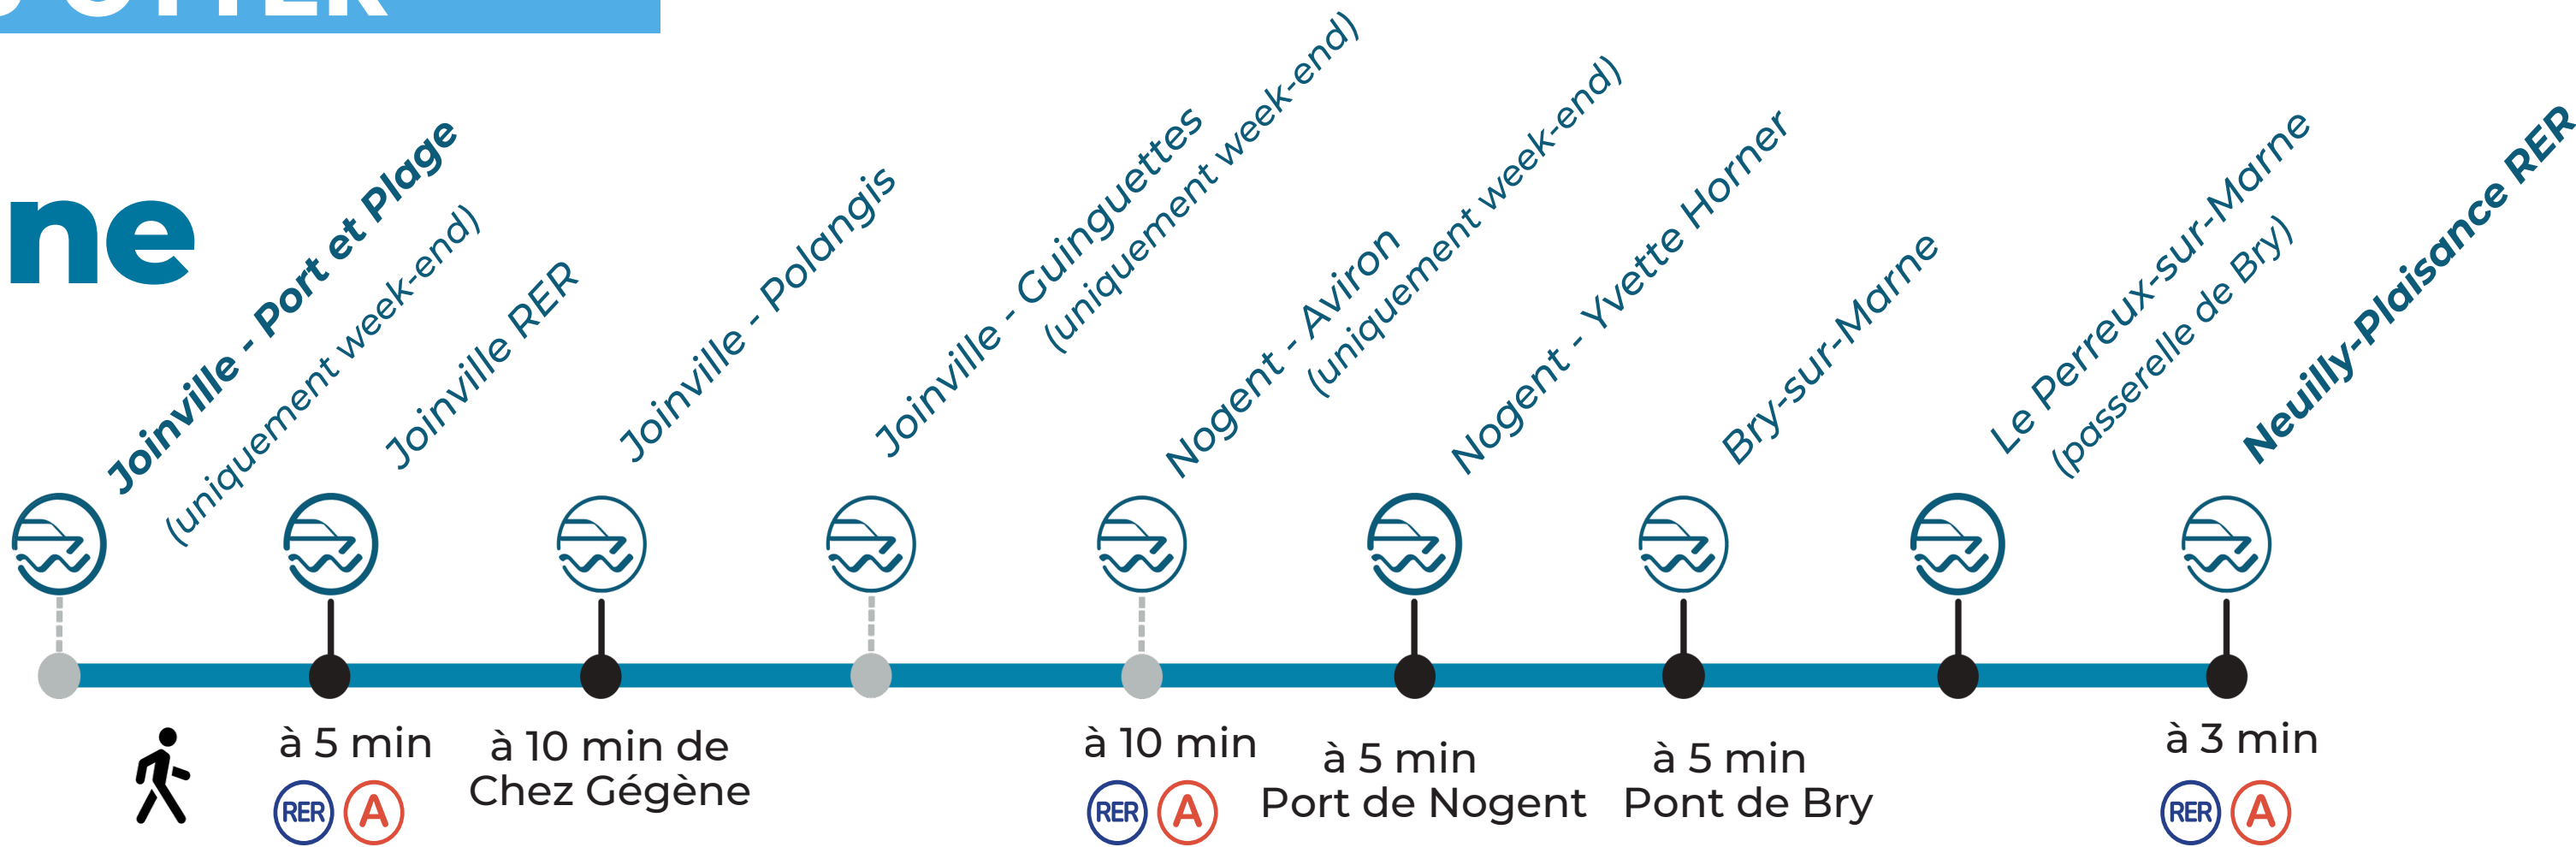 Joinville - Port et Plage
(uniquement week-end)
Joinville RER
Joinville - Polangis
Joinville - Guinguettes
(uniquement week-end)
Nogent - Aviron
(uniquement week-end)
Nogent - Yvette Horner
Bry-sur-Marne
Le Perreux-sur-Marne
(passerelle de Bry)
Neuilly-Plaisance RER
ne
à 5 min
RER A
à 10 min de
Chez Gégène
à 10 min
RER A
à 5 min
Port de Nogent
à 5 min
Pont de Bry
à 3 min
RER A